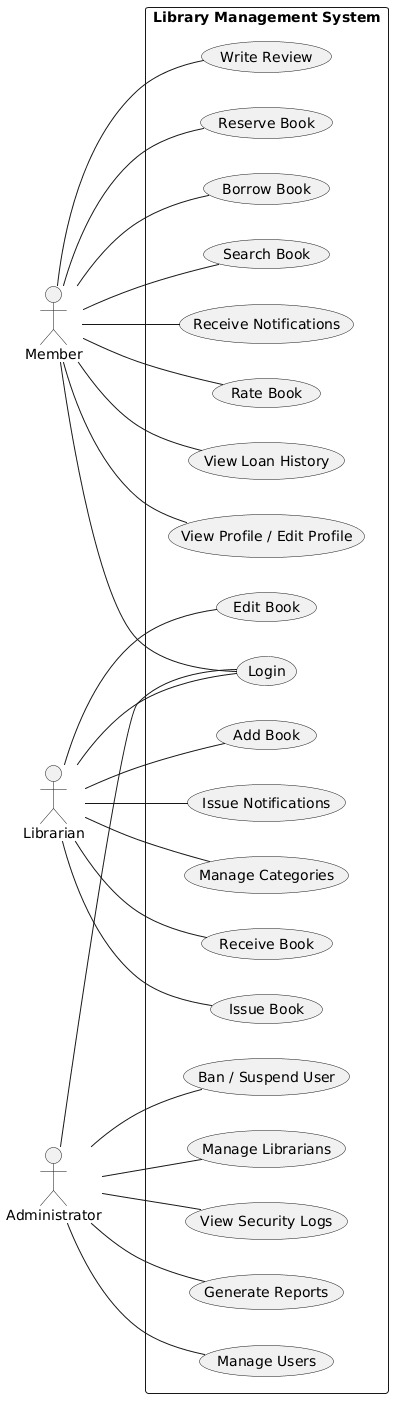 Library Management System
Write Review
Reserve Book
Borrow Book
Search Book
Receive Notifications
Member
Rate Book
View Loan History
View Profile / Edit Profile
Edit Book
Login
Add Book
Issue Notifications
Librarian
Manage Categories
Receive Book
Issue Book
Ban / Suspend User
Manage Librarians
Administrator
View Security Logs
Generate Reports
Manage Users